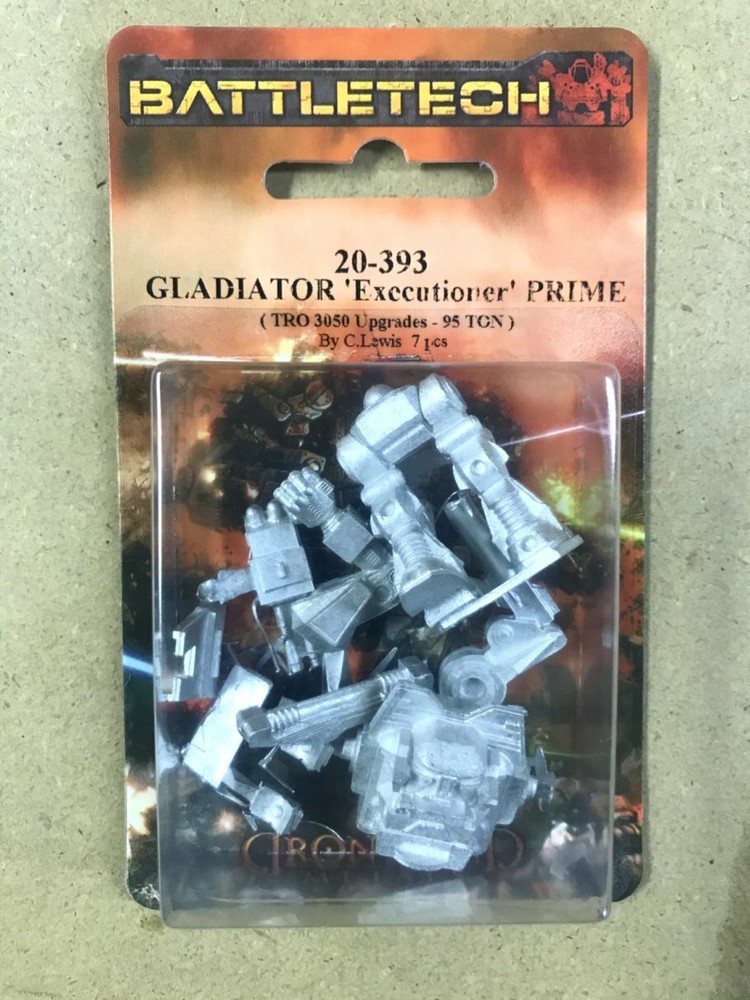 BATTLETECH
20-393
GLADIATOR 'Executioner' PRIME
( TRO 3050 Upgrades - 95 TON )
By C.Lewis 7 pcs